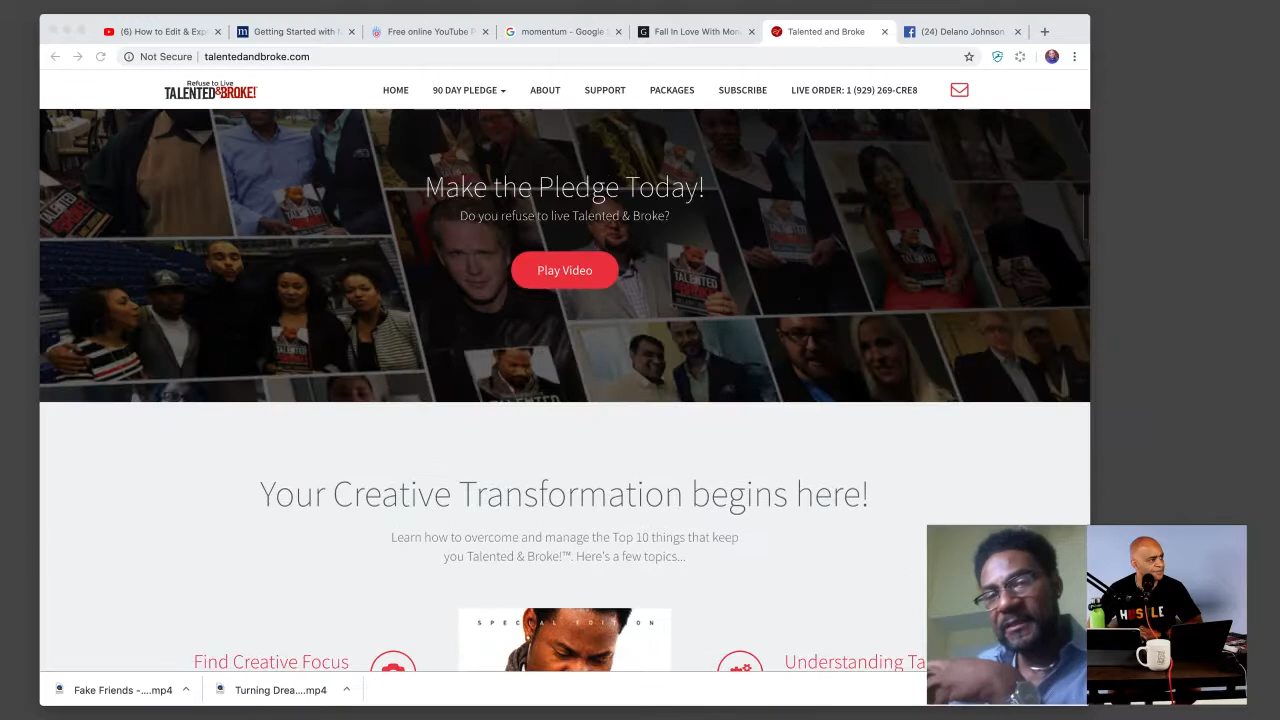 (6) How to Edit & Exp
Getting Started with M
Free online YouTube P
momentum - Google S
Fall In Love With Mon
Talented and Broke
(24) Delano Johnson
Not Secure
talentedandbroke.com
Refuse to Live
TALENTED&BROKE!
HOME
90 DAY PLEDGE
ABOUT
SUPPORT
PACKAGES
SUBSCRIBE
LIVE ORDER: 1 (929) 269-CRE8
Make the Pledge Today!
Do you refuse to live Talented & Broke?
Play Video
Your Creative Transformation begins here!
Learn how to overcome and manage the Top 10 things that keep
you Talented & Broke!™. Here's a few topics...
SPECIAL EDITION
Find Creative Focus
Understanding Ta
HUSTLE
Fake Friends -....mp4
Turning Drea....mp4